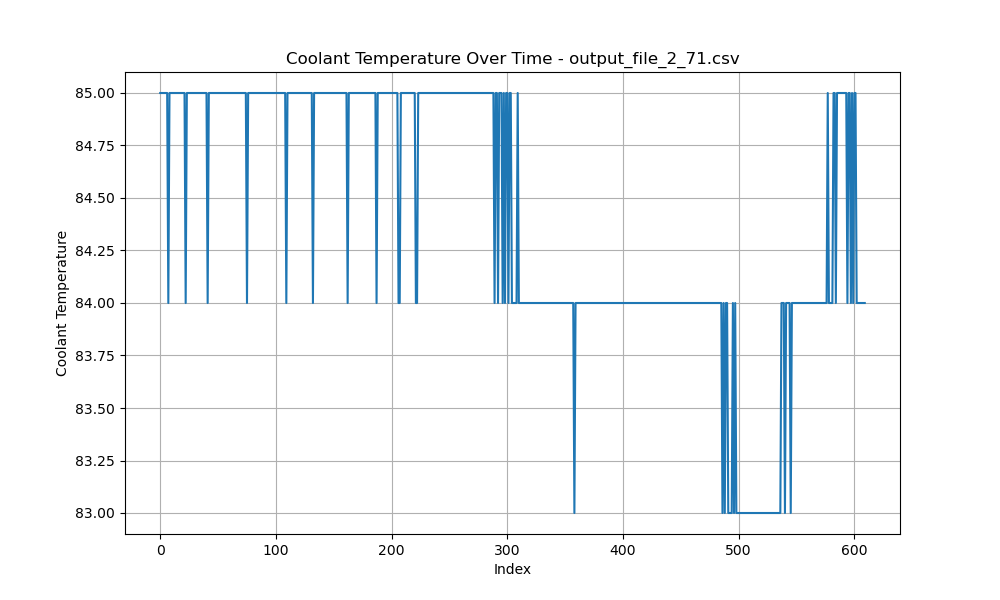 Coolant Temperature Over Time - output_file_2_71.csv
85.00
84.75
84.50
84.25
84.00
83.75
83.50
83.25
83.00
Coolant Temperature
0 100 200 300 400 500 600
Index